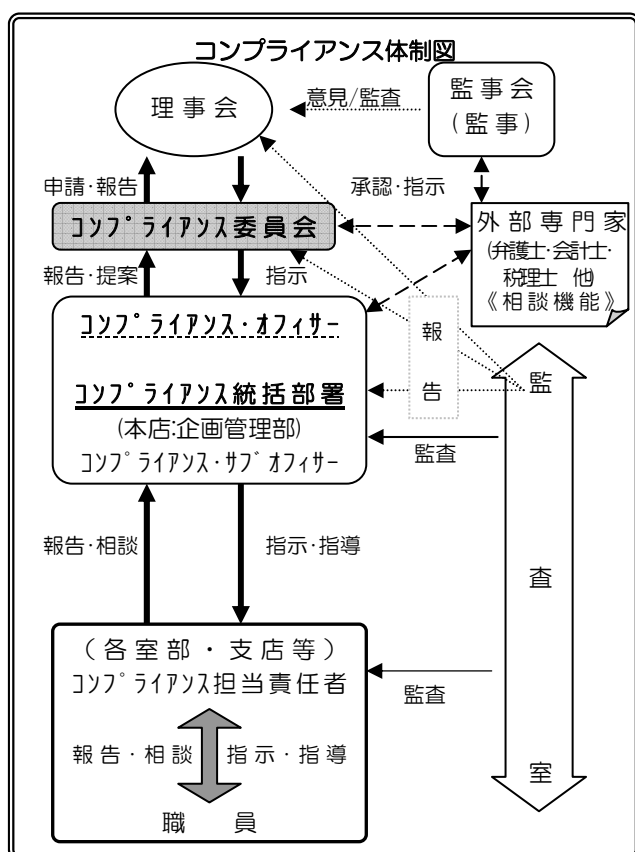 コンプライアンス体制図
理事会
意見/監査
監事会
(監事)
申請・報告
承認・指示
コンプライアンス委員会
外部専門家
(弁護士・会計士・
税理士 他)
《相談機能》
報告・提案
指示
コンプライアンス・オフィサー
報
告
コンプライアンス統括部署
(本店:企画管理部)
コンプライアンス・サブオフィサー
監査
監
査
室
報告・相談
指示・指導
(各室部・支店等)
コンプライアンス担当責任者
監査
報告・相談
指示・指導
職員